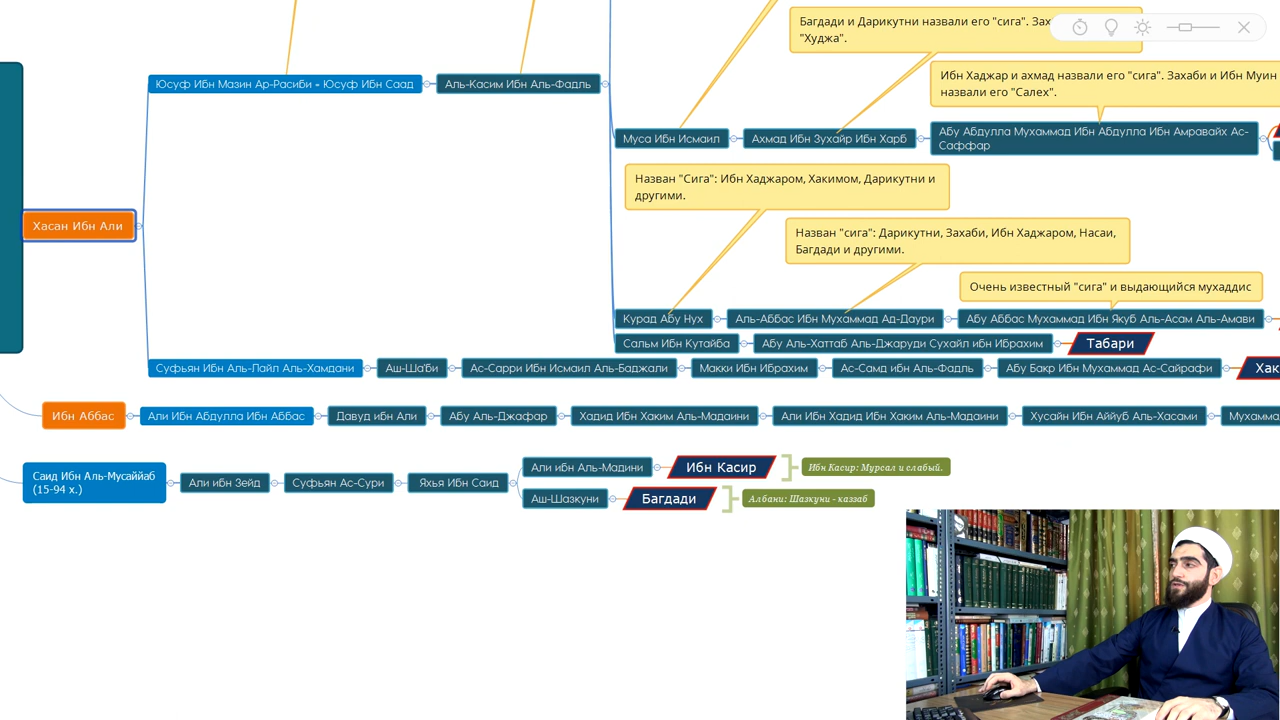 Багдади и Дарикутни назвали его "сига".
"Худжа".
Ибн Хаджар и ахмад назвали его "сига". Захаби и Ибн Муин
назвали его "Салех".
Юсуф Ибн Мазин Ар-Расиби - Юсуф Ибн Саад
Аль-Касим Ибн Аль-Фадль
Муса Ибн Исмаил
Ахмад Ибн Зухайр Ибн Харб
Абу Абдулла Мухаммад Ибн Абдулла Ибн Амравайх Ас-
Саффар
Назван "Сига": Ибн Хаджаром, Хакимом, Дарикутни и
другими.
Хасан Ибн Али
Назван "сига": Дарикутни, Захаби, Ибн Хаджаром, Насаи,
Багдади и другими.
Очень известный "сига" и выдающийся мухаддис
Курад Абу Нух
Аль-Аббас Ибн Мухаммад Ад-Даури
Абу Аббас Мухаммад Ибн Якуб Аль-Асам Аль-Амави
Сальм Ибн Кутайба
Абу Аль-Хаттаб Аль-Джаруди Сухайл ибн Ибрахим
Табари
Суфьян Ибн Аль-Лайл Аль-Хамдани
Аш-Ша'би
Ас-Сарри Ибн Исмаил Аль-Баджали
Макки Ибн Ибрахим
Ас-Самд ибн Аль-Фадль
Абу Бакр Ибн Мухаммад Ас-Сайрафи
Ибн Аббас
Али Ибн Абдулла Ибн Аббас
Давуд ибн Али
Абу Аль-Джафар
Хадид Ибн Хаким Аль-Мадаини
Али Ибн Хадид Ибн Хаким Аль-Мадаини
Хусайн Ибн Аййуб Аль-Хасами
Саид Ибн Аль-Мусаййаб
(15-94 х.)
Али ибн Зейд
Суфьян Ас-Сури
Яхья Ибн Саид
Али ибн Аль-Мадини
Ибн Касир
Ибн Касир: Мурсал и слабый.
Аш-Шазкуни
Багдади
Албани: Шазкуни - каззаб